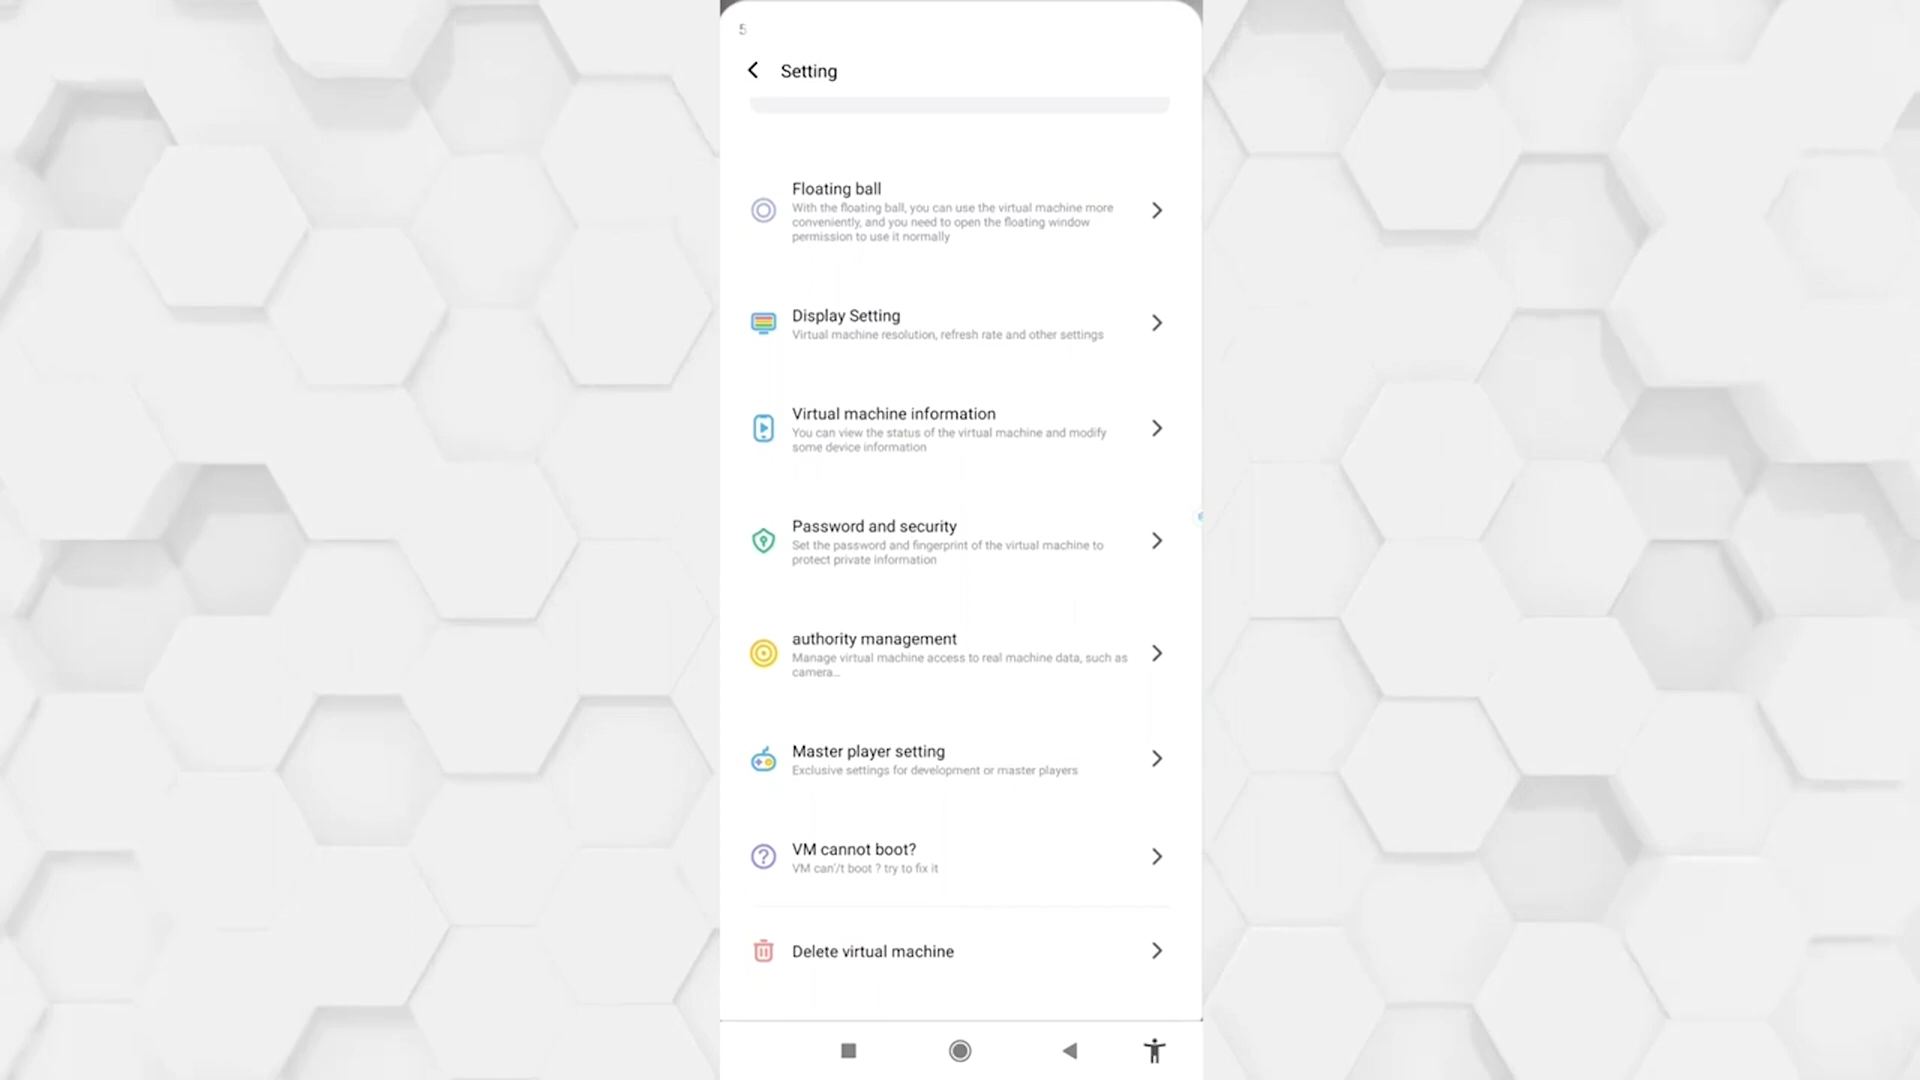 5
Setting
Floating ball
With the floating ball, you can use the virtual machine more
conveniently, and you need to open the floating window
permission to use it normally
Display Setting
Virtual machine resolution, refresh rate and other settings
Virtual machine information
You can view the status of the virtual machine and modify
some device information
Password and security
Set the password and fingerprint of the virtual machine to
protect private information
authority management
Manage virtual machine access to real machine data, such as
camera...
Master player setting
Exclusive settings for development or master players
VM cannot boot?
VM can'/t boot ? try to fix it
Delete virtual machine